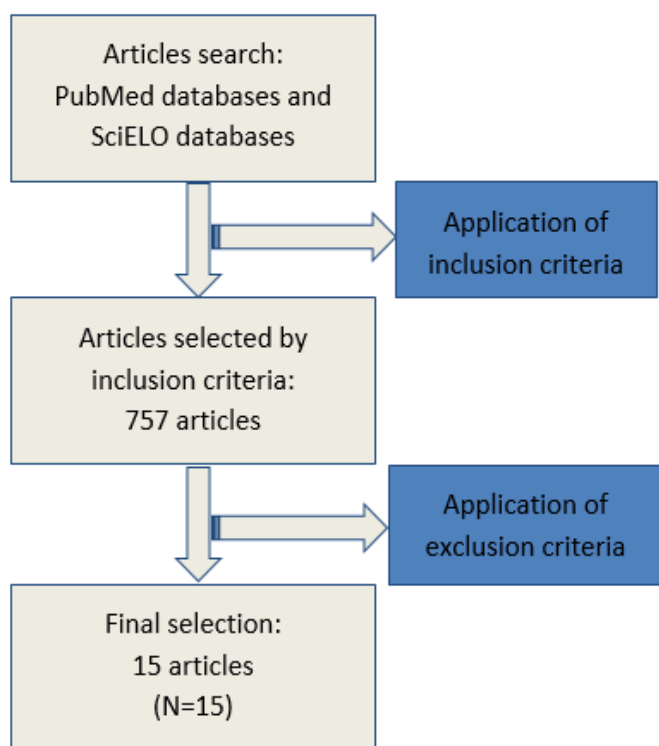 Articles search:
PubMed databases and
SciELO databases
Application of
inclusion criteria
Articles selected by
inclusion criteria:
757 articles
Application of
exclusion criteria
Final selection:
15 articles
(N=15)